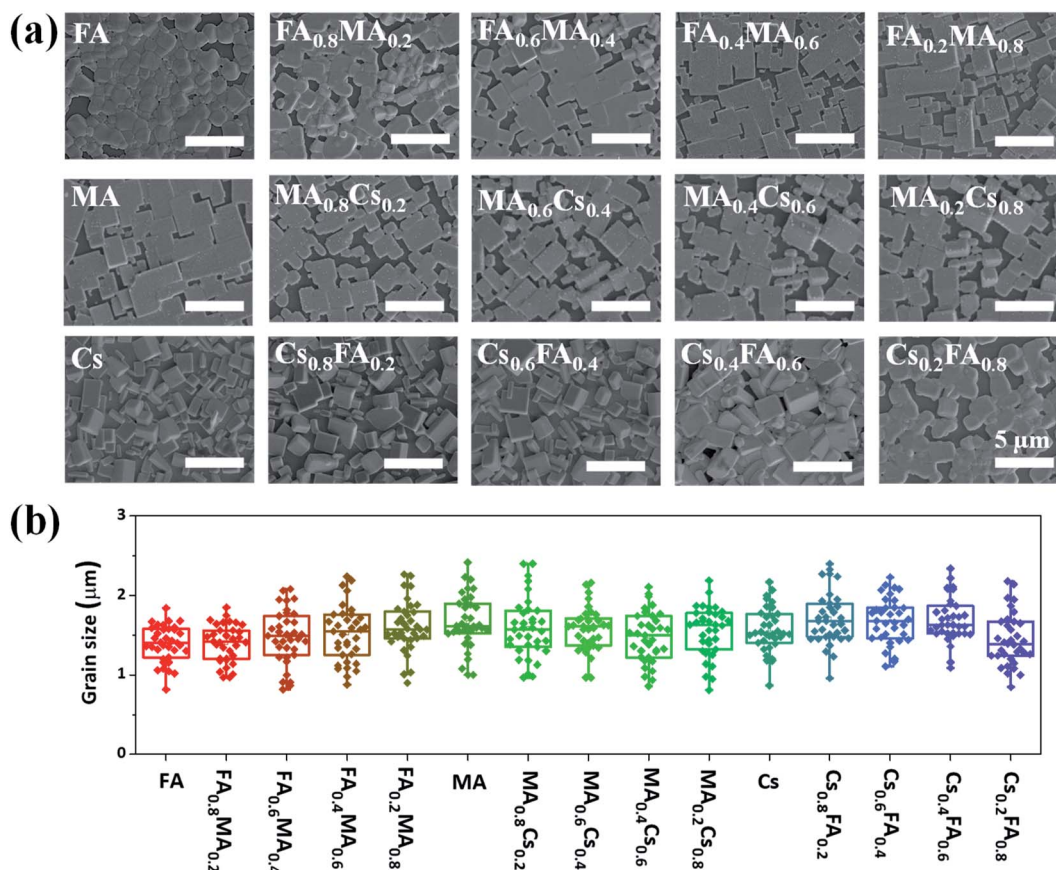 (a)
FA
FA0.8MA0.2
FA0.6MA0.4
FA0.4MA0.6
FA0.2MA0.8
MA
MA0.8Cs0.2
MA0.6Cs0.4
MA0.4Cs0.6
MA0.2Cs0.8
Cs
Cs0.8FA0.2
Cs0.6FA0.4
Cs0.4FA0.6
Cs0.2FA0.8
5 μm
(b)
Grain size (μm)
3
2
1
0
FA
FA0.8MA0.2
FA0.6MA0.4
FA0.4MA0.6
FA0.2MA0.8
MA
MA0.8Cs0.2
MA0.6Cs0.4
MA0.4Cs0.6
MA0.2Cs0.8
Cs
Cs0.8FA0.2
Cs0.6FA0.4
Cs0.4FA0.6
Cs0.2FA0.8